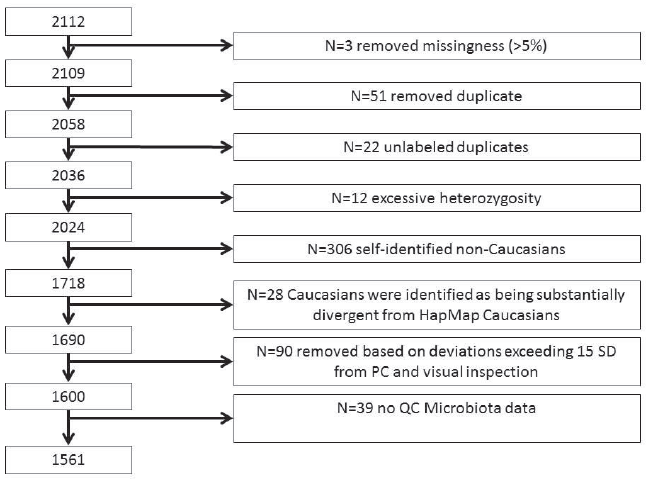 2112
N=3 removed missingness (>5%)
2109
N=51 removed duplicate
2058
N=22 unlabeled duplicates
2036
N=12 excessive heterozygosity
2024
N=306 self-identified non-Caucasians
1718
N=28 Caucasians were identified as being substantially
divergent from HapMap Caucasians
1690
N=90 removed based on deviations exceeding 15 SD
from PC and visual inspection
1600
N=39 no QC Microbiota data
1561